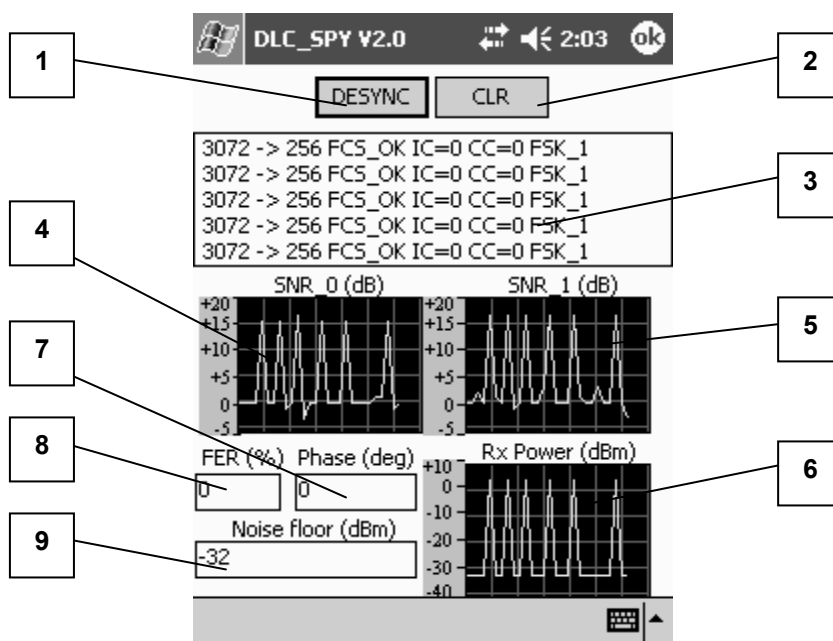 DLC_SPY V2.0 2:03 ok
1
2
DESYNC CLR
3072 -> 256 FCS_OK IC=0 CC=0 FSK_1
3072 -> 256 FCS_OK IC=0 CC=0 FSK_1
3072 -> 256 FCS_OK IC=0 CC=0 FSK_1
3072 -> 256 FCS_OK IC=0 CC=0 FSK_1
3072 -> 256 FCS_OK IC=0 CC=0 FSK_1
3
4
SNR_0 (dB) SNR_1 (dB)
+20 +20
+15 +15
+10 +10
+5 +5
0 0
-5 -5
5
7
FER (%) Phase (deg) Rx Power (dBm)
8
0 0
+10
0
-10
-20
-30
-40
6
Noise floor (dBm)
9
-32